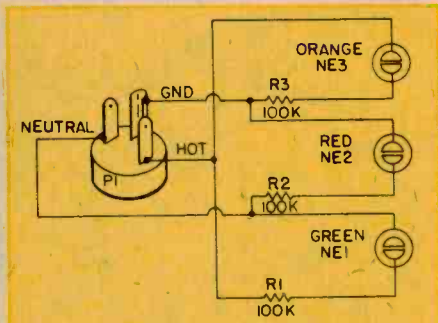 ORANGE
NE3
GND
R3
100K
NEUTRAL
RED
NE2
HOT
P1
R2
100K
GREEN
NE1
R1
100K